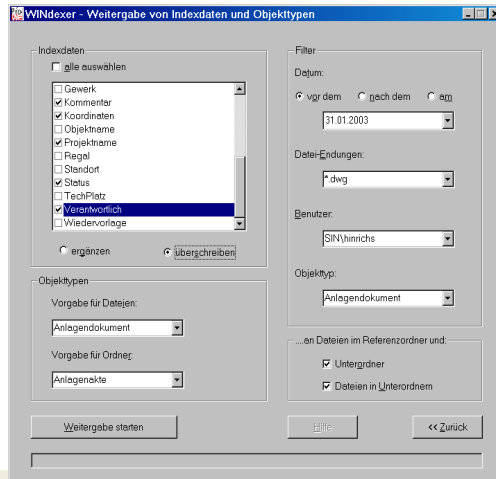 WINdexer - Weitergabe von Indexdaten und Objekttypen
Indexdaten
alle auswählen
Gewerk
Kommentar
Koordinaten
Objektname
Projektname
Regal
Standort
Status
TechPlatz
Verantwortlich
Wiedervorlage
ergänzen
überschreiben
Objekttypen
Vorgabe für Dateien:
Anlagendokument
Vorgabe für Ordner:
Anlagenakte
Filter
Datum:
vor dem nach dem am
31.01.2003
Datei-Endungen:
*.dwg
Benutzer:
SIN\hinrichs
Objekttyp:
Anlagendokument
....an Dateien im Referenzordner und:
Unterordner
Dateien in Unterordnern
Weitergabe starten
Hilfe
<< Zurück